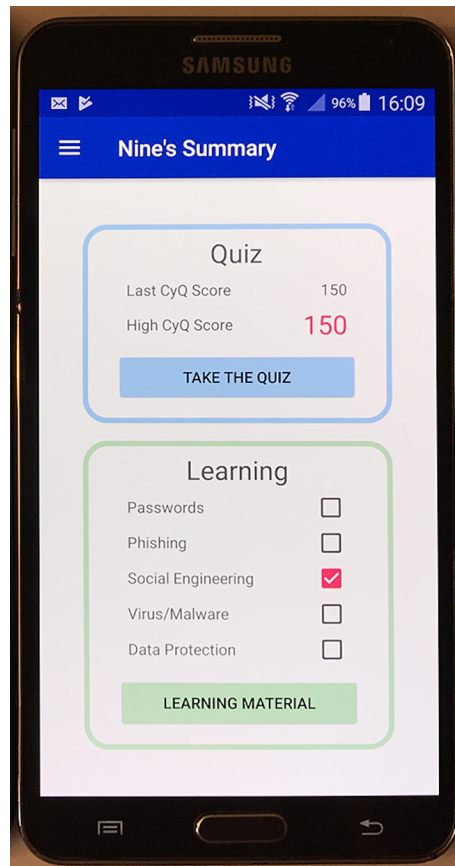 SAMSUNG
96% 16:09
Nine's Summary
Quiz
Last CyQ Score 150
High CyQ Score 150
TAKE THE QUIZ
Learning
Passwords
Phishing
Social Engineering
Virus/Malware
Data Protection
LEARNING MATERIAL